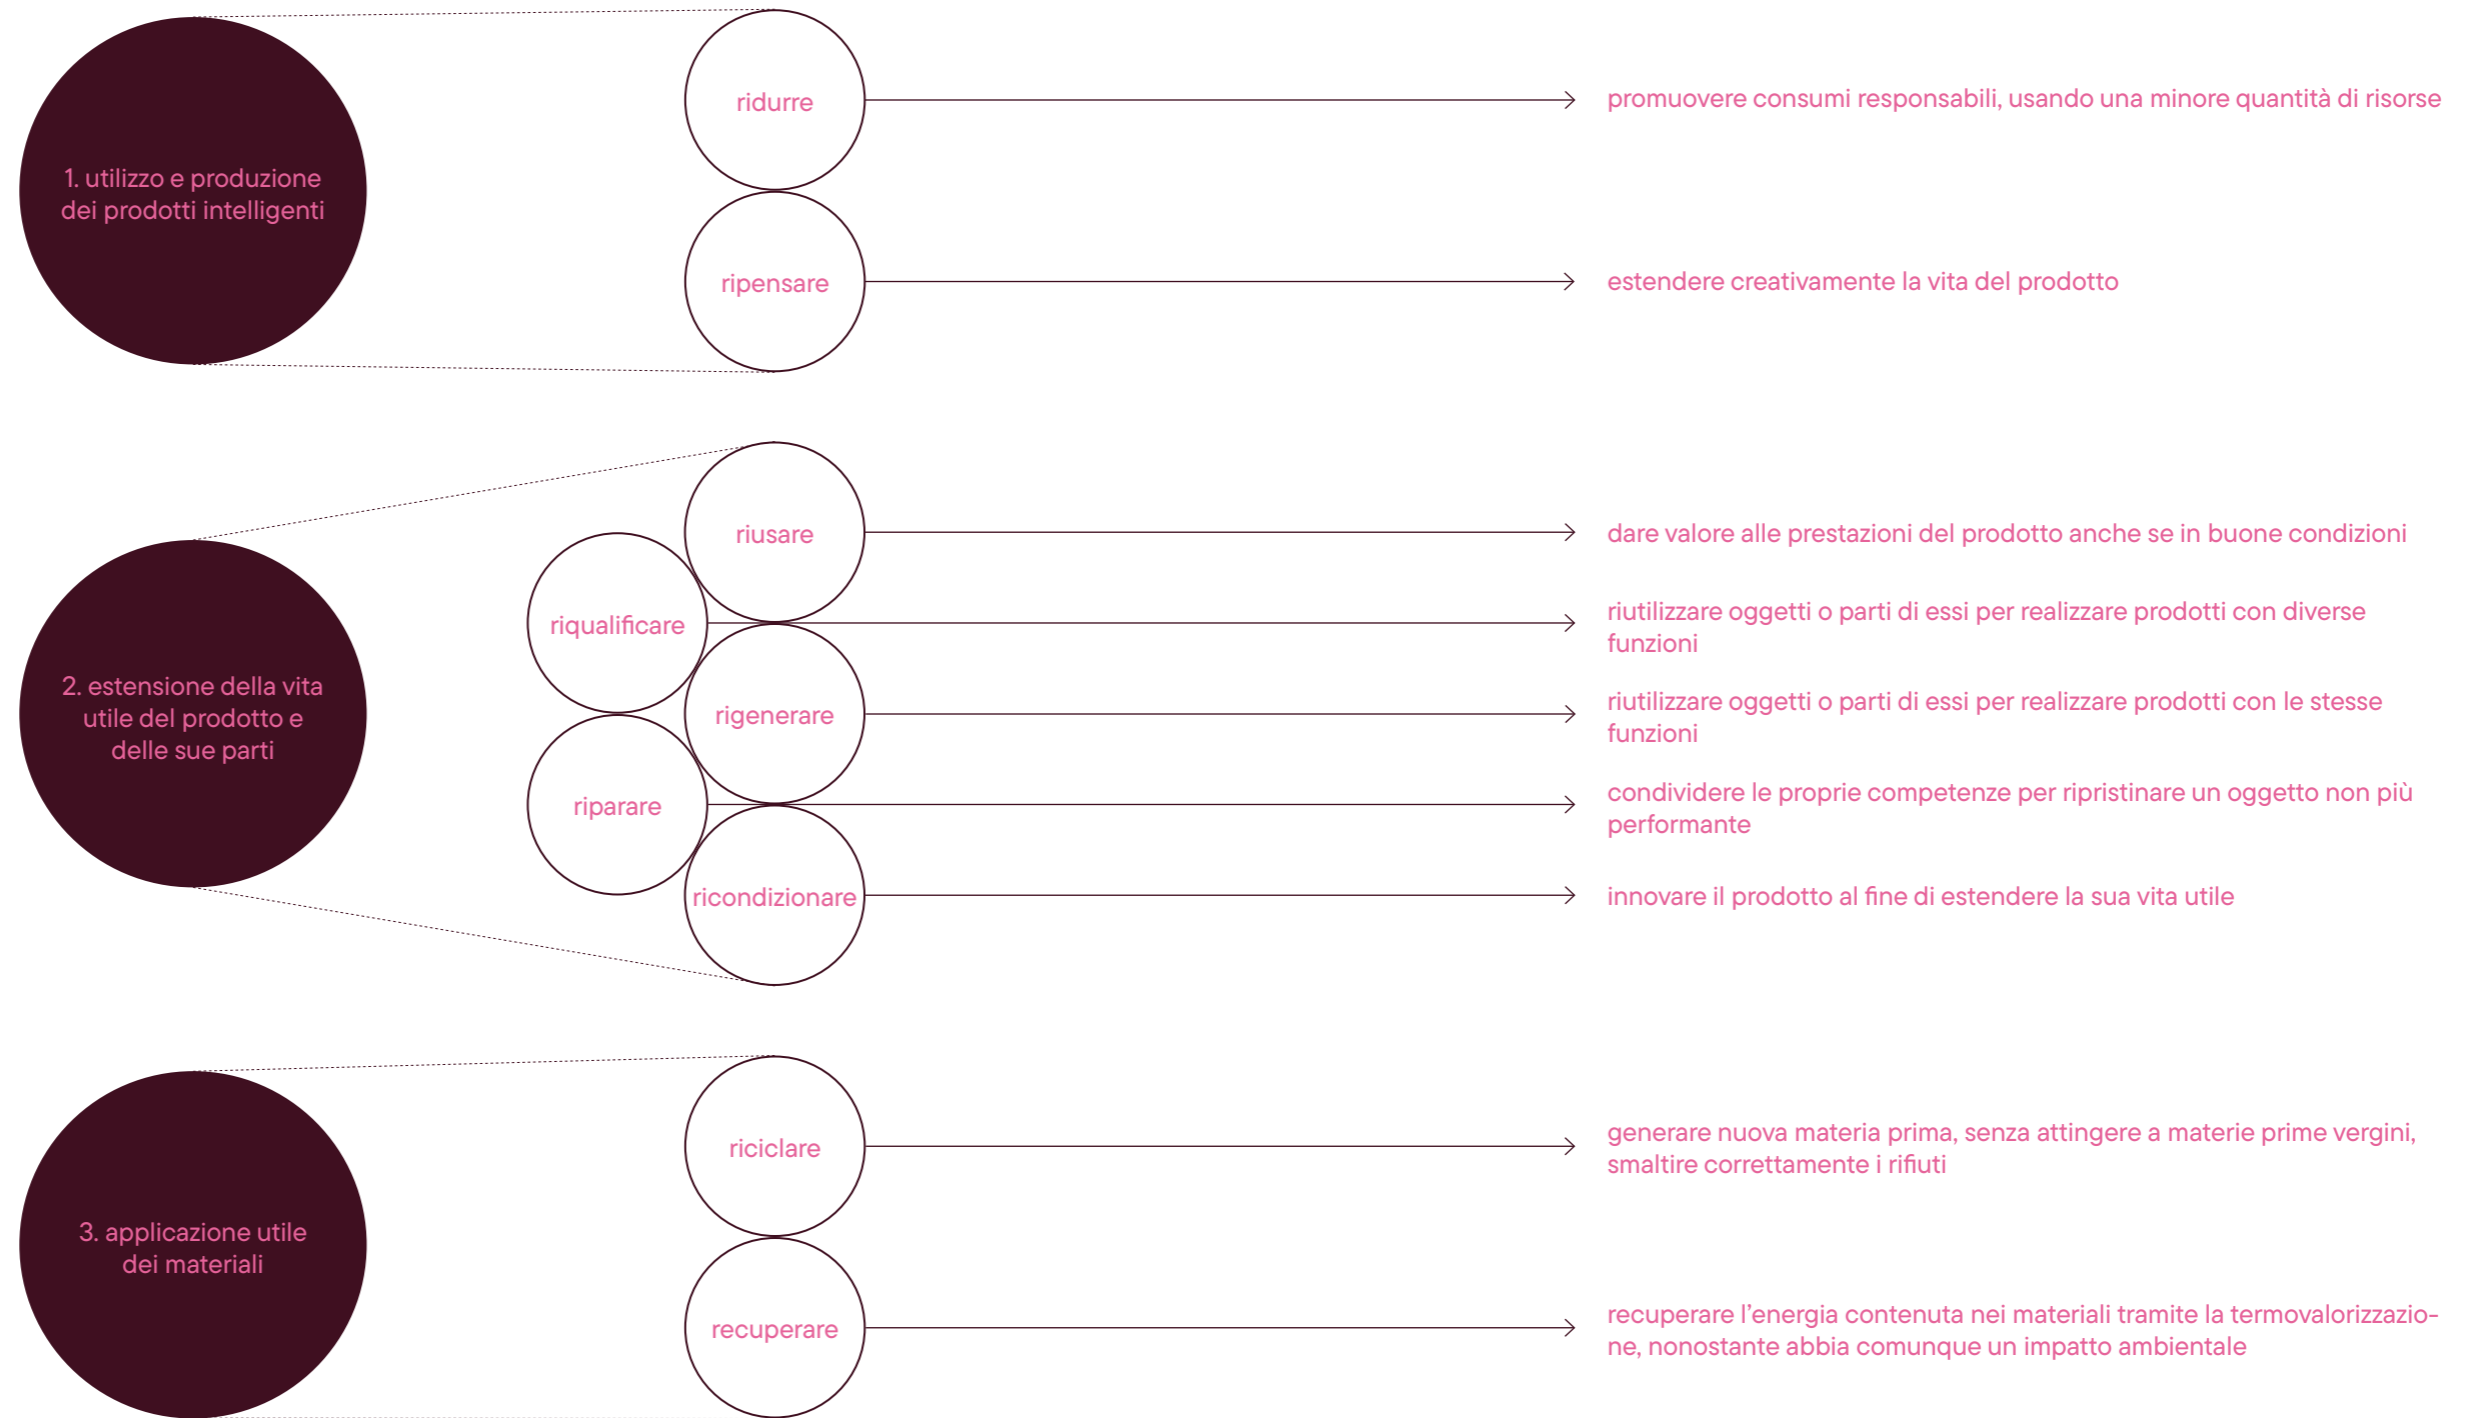 1. utilizzo e produzione
dei prodotti intelligenti
ridurre
promuovere consumi responsabili, usando una minore quantità di risorse
ripensare
estendere creativamente la vita del prodotto
2. estensione della vita
utile del prodotto e
delle sue parti
riusare
dare valore alle prestazioni del prodotto anche se in buone condizioni
riqualificare
riutilizzare oggetti o parti di essi per realizzare prodotti con diverse
funzioni
rigenerare
riutilizzare oggetti o parti di essi per realizzare prodotti con le stesse
funzioni
riparare
condividere le proprie competenze per ripristinare un oggetto non più
performante
ricondizionare
innovare il prodotto al fine di estendere la sua vita utile
3. applicazione utile
dei materiali
riciclare
generare nuova materia prima, senza attingere a materie prime vergini,
smaltire correttamente i rifiuti
recuperare
recuperare l’energia contenuta nei materiali tramite la termovalorizzazio-
ne, nonostante abbia comunque un impatto ambientale